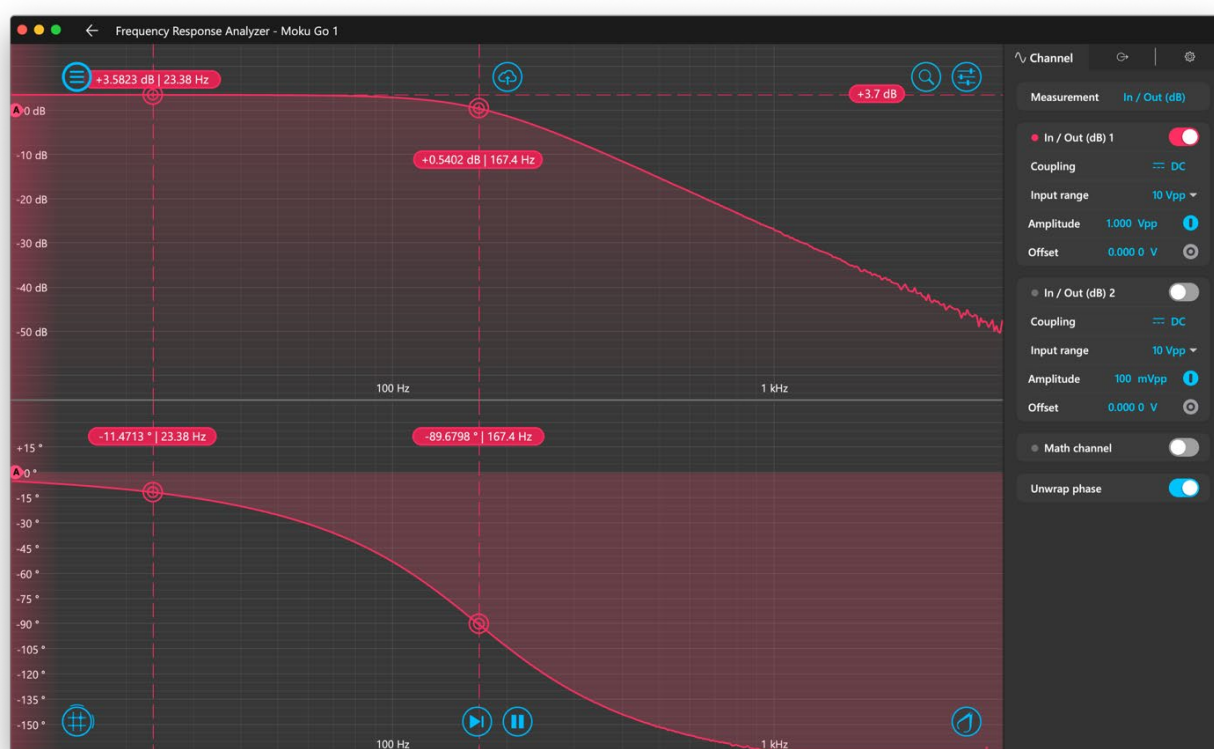 Frequency Response Analyzer - Moku Go 1
+3.5823 dB | 23.38 Hz
+3.7 dB
A 0 dB
+0.5402 dB | 167.4 Hz
-10 dB
-20 dB
-30 dB
-40 dB
-50 dB
100 Hz
1 kHz
-11.4713 ° | 23.38 Hz
-89.6798 ° | 167.4 Hz
+15 °
A 0 °
-15 °
-30 °
-45 °
-60 °
-75 °
-90 °
-105 °
-120 °
-135 °
-150 °
100 Hz
1 kHz
Channel
Measurement In / Out (dB)
In / Out (dB) 1
Coupling DC
Input range 10 Vpp
Amplitude 1.000 Vpp
Offset 0.000 0 V
In / Out (dB) 2
Coupling DC
Input range 10 Vpp
Amplitude 100 mVpp
Offset 0.000 0 V
Math channel
Unwrap phase